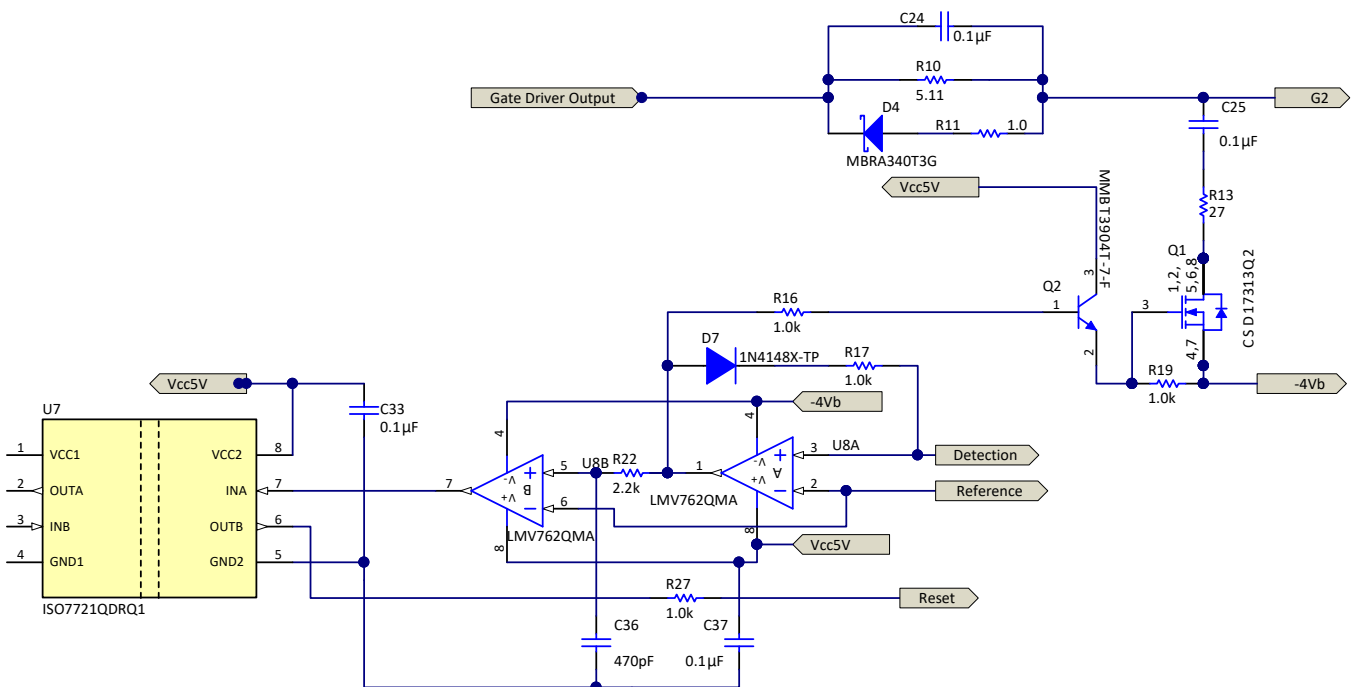 C24
0.1µF
R10
5.11
Gate Driver Output
G2
D4
R11
1.0
MBRA340T3G
C25
0.1µF
Vcc5V
MMBT3904T-7-F
R13
27
3
Q2
1
2
Q1
1,2,
5,6,8
3
4,7
CSD17313Q2
R16
1.0k
D7
1N4148X-TP
R17
1.0k
R19
1.0k
-4Vb
Vcc5V
U7
C33
0.1µF
-4Vb
4
4
1
VCC1
VCC2
8
2
OUTA
INA
7
3
INB
OUTB
6
4
GND1
GND2
5
ISO7721QDRQ1
7
+
V-
B
V+
–
5
6
8
U8B
LMV762QMA
R22
2.2k
1
+
V-
A
V+
–
3
2
8
U8A
LMV762QMA
Detection
Reference
Vcc5V
R27
1.0k
Reset
C36
470pF
C37
0.1µF